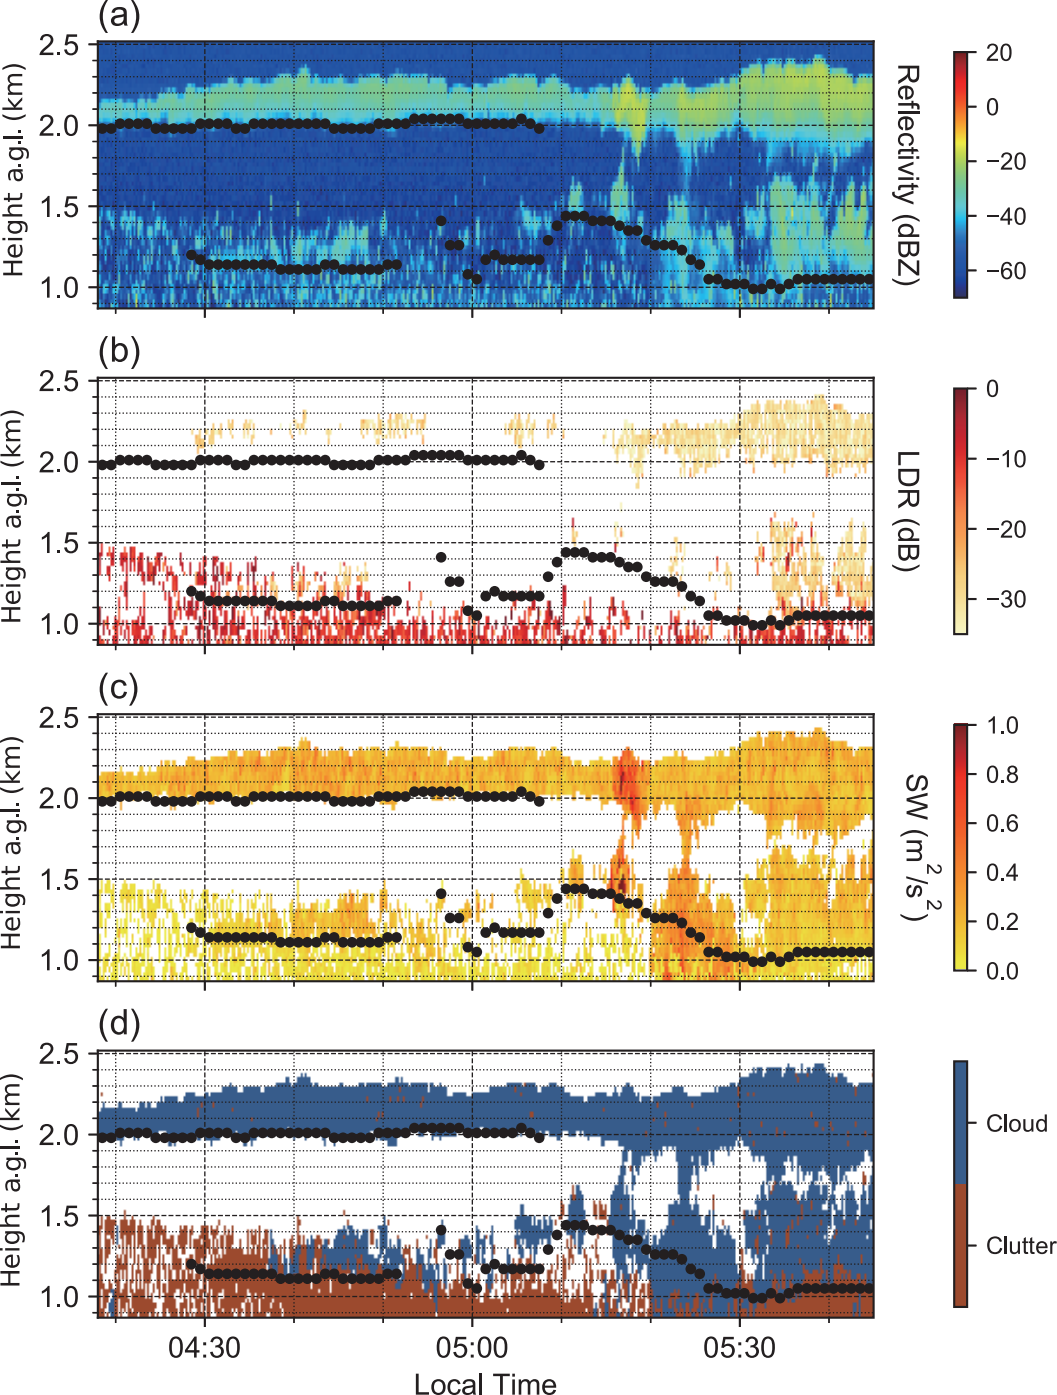 (a)
2.5
2.0
1.5
1.0
Height a.g.l. (km)
20
0
−20
−40
−60
Reflectivity (dBZ)
(b)
2.5
2.0
1.5
1.0
Height a.g.l. (km)
0
−10
−20
−30
LDR (dB)
(c)
2.5
2.0
1.5
1.0
Height a.g.l. (km)
1.0
0.8
0.6
0.4
0.2
0.0
SW (m²/s²)
(d)
2.5
2.0
1.5
1.0
Height a.g.l. (km)
Cloud
Clutter
04:30 05:00 05:30
Local Time